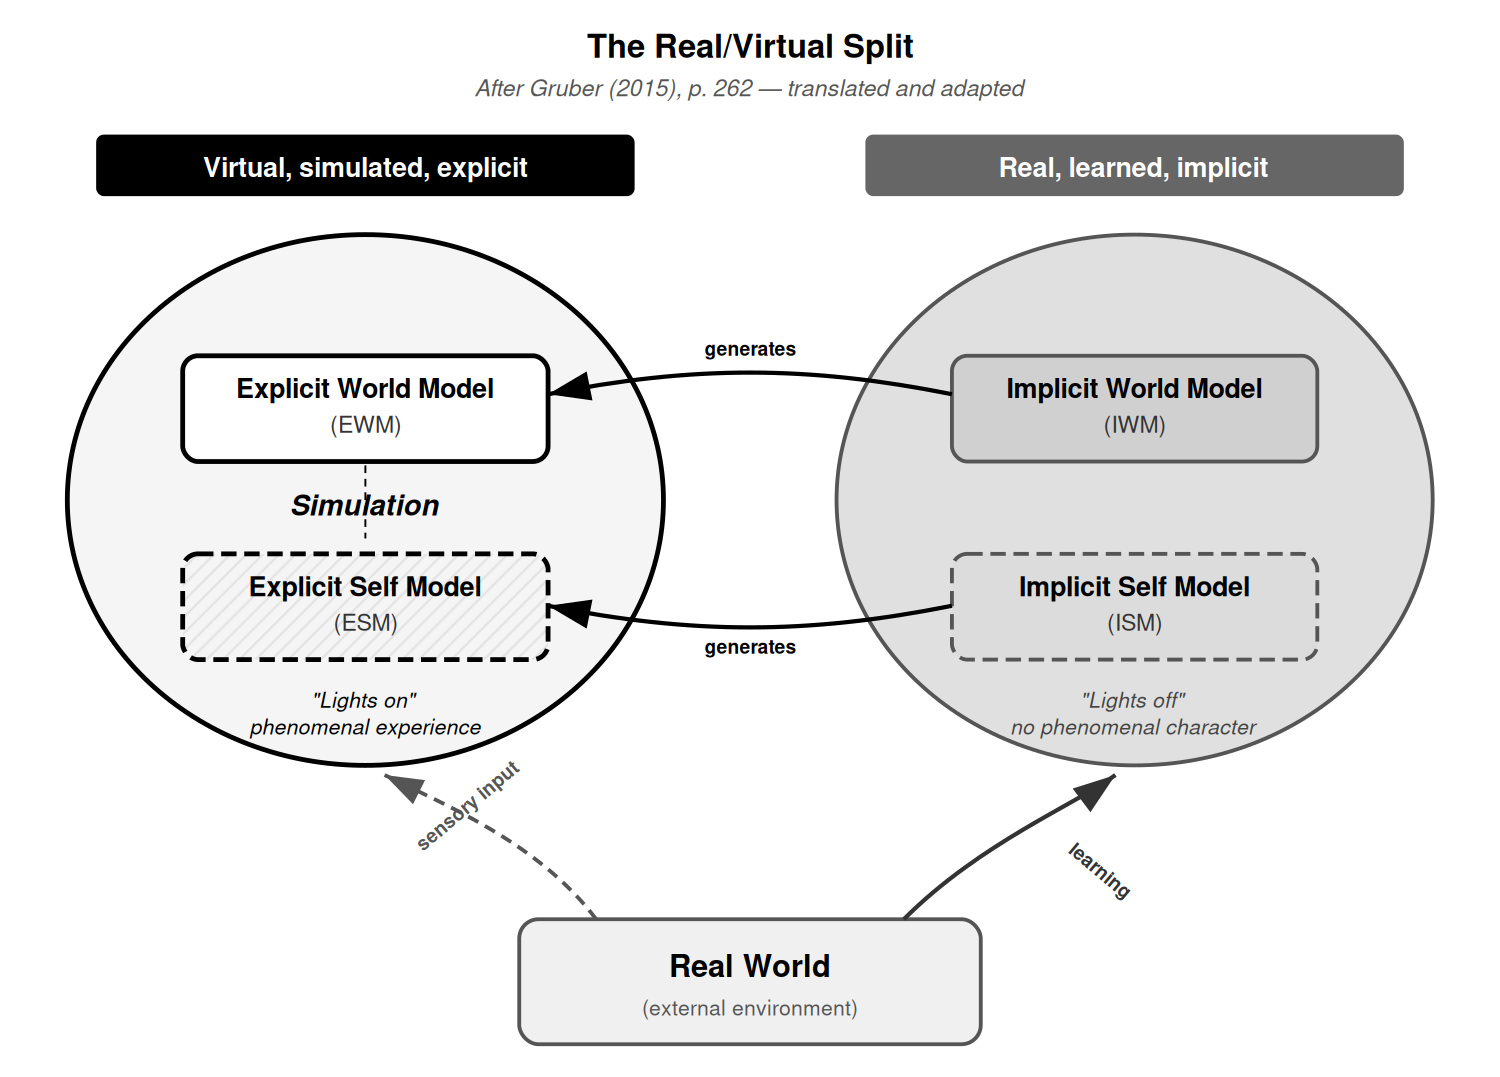 The Real/Virtual Split
After Gruber (2015), p. 262 — translated and adapted
Virtual, simulated, explicit
Real, learned, implicit
generates
Explicit World Model
(EWM)
Implicit World Model
(IWM)
Simulation
Explicit Self Model
(ESM)
Implicit Self Model
(ISM)
generates
"Lights on"
phenomenal experience
"Lights off"
no phenomenal character
sensory input
learning
Real World
(external environment)